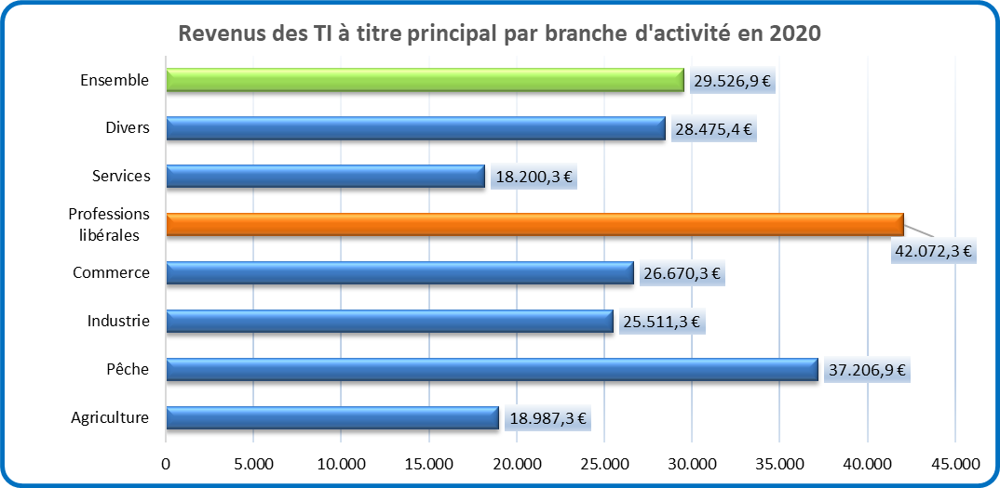 Revenus des TI à titre principal par branche d'activité en 2020
Ensemble
29.526,9 €
Divers
28.475,4 €
Services
18.200,3 €
Professions
libérales
42.072,3 €
Commerce
26.670,3 €
Industrie
25.511,3 €
Pêche
37.206,9 €
Agriculture
18.987,3 €
0 5.000 10.000 15.000 20.000 25.000 30.000 35.000 40.000 45.000